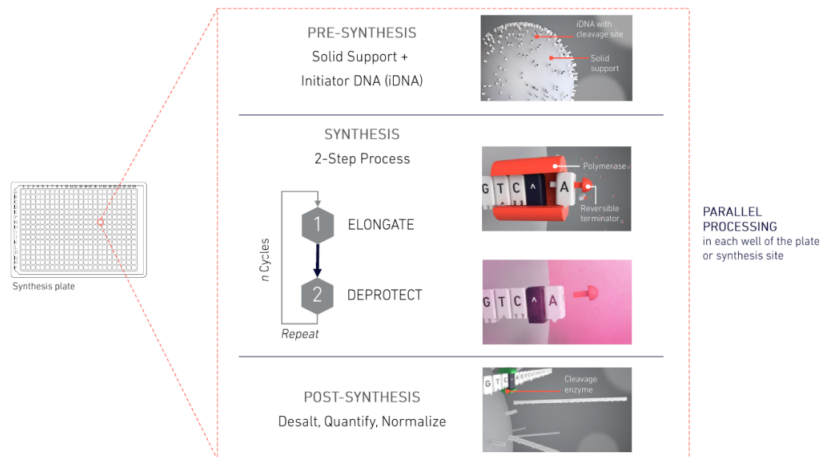 PRE-SYNTHESIS
Solid Support +
Initiator DNA (iDNA)
iDNA with
cleavage site
Solid
support
SYNTHESIS
2-Step Process
Polymerase
G T C ^ A
Reversible
terminator
1 ELONGATE
n Cycles
2 DEPROTECT
Repeat
G T C ^ A
Synthesis plate
PARALLEL
PROCESSING
in each well of the plate
or synthesis site
POST-SYNTHESIS
Desalt, Quantify, Normalize
G T C
Cleavage
enzyme